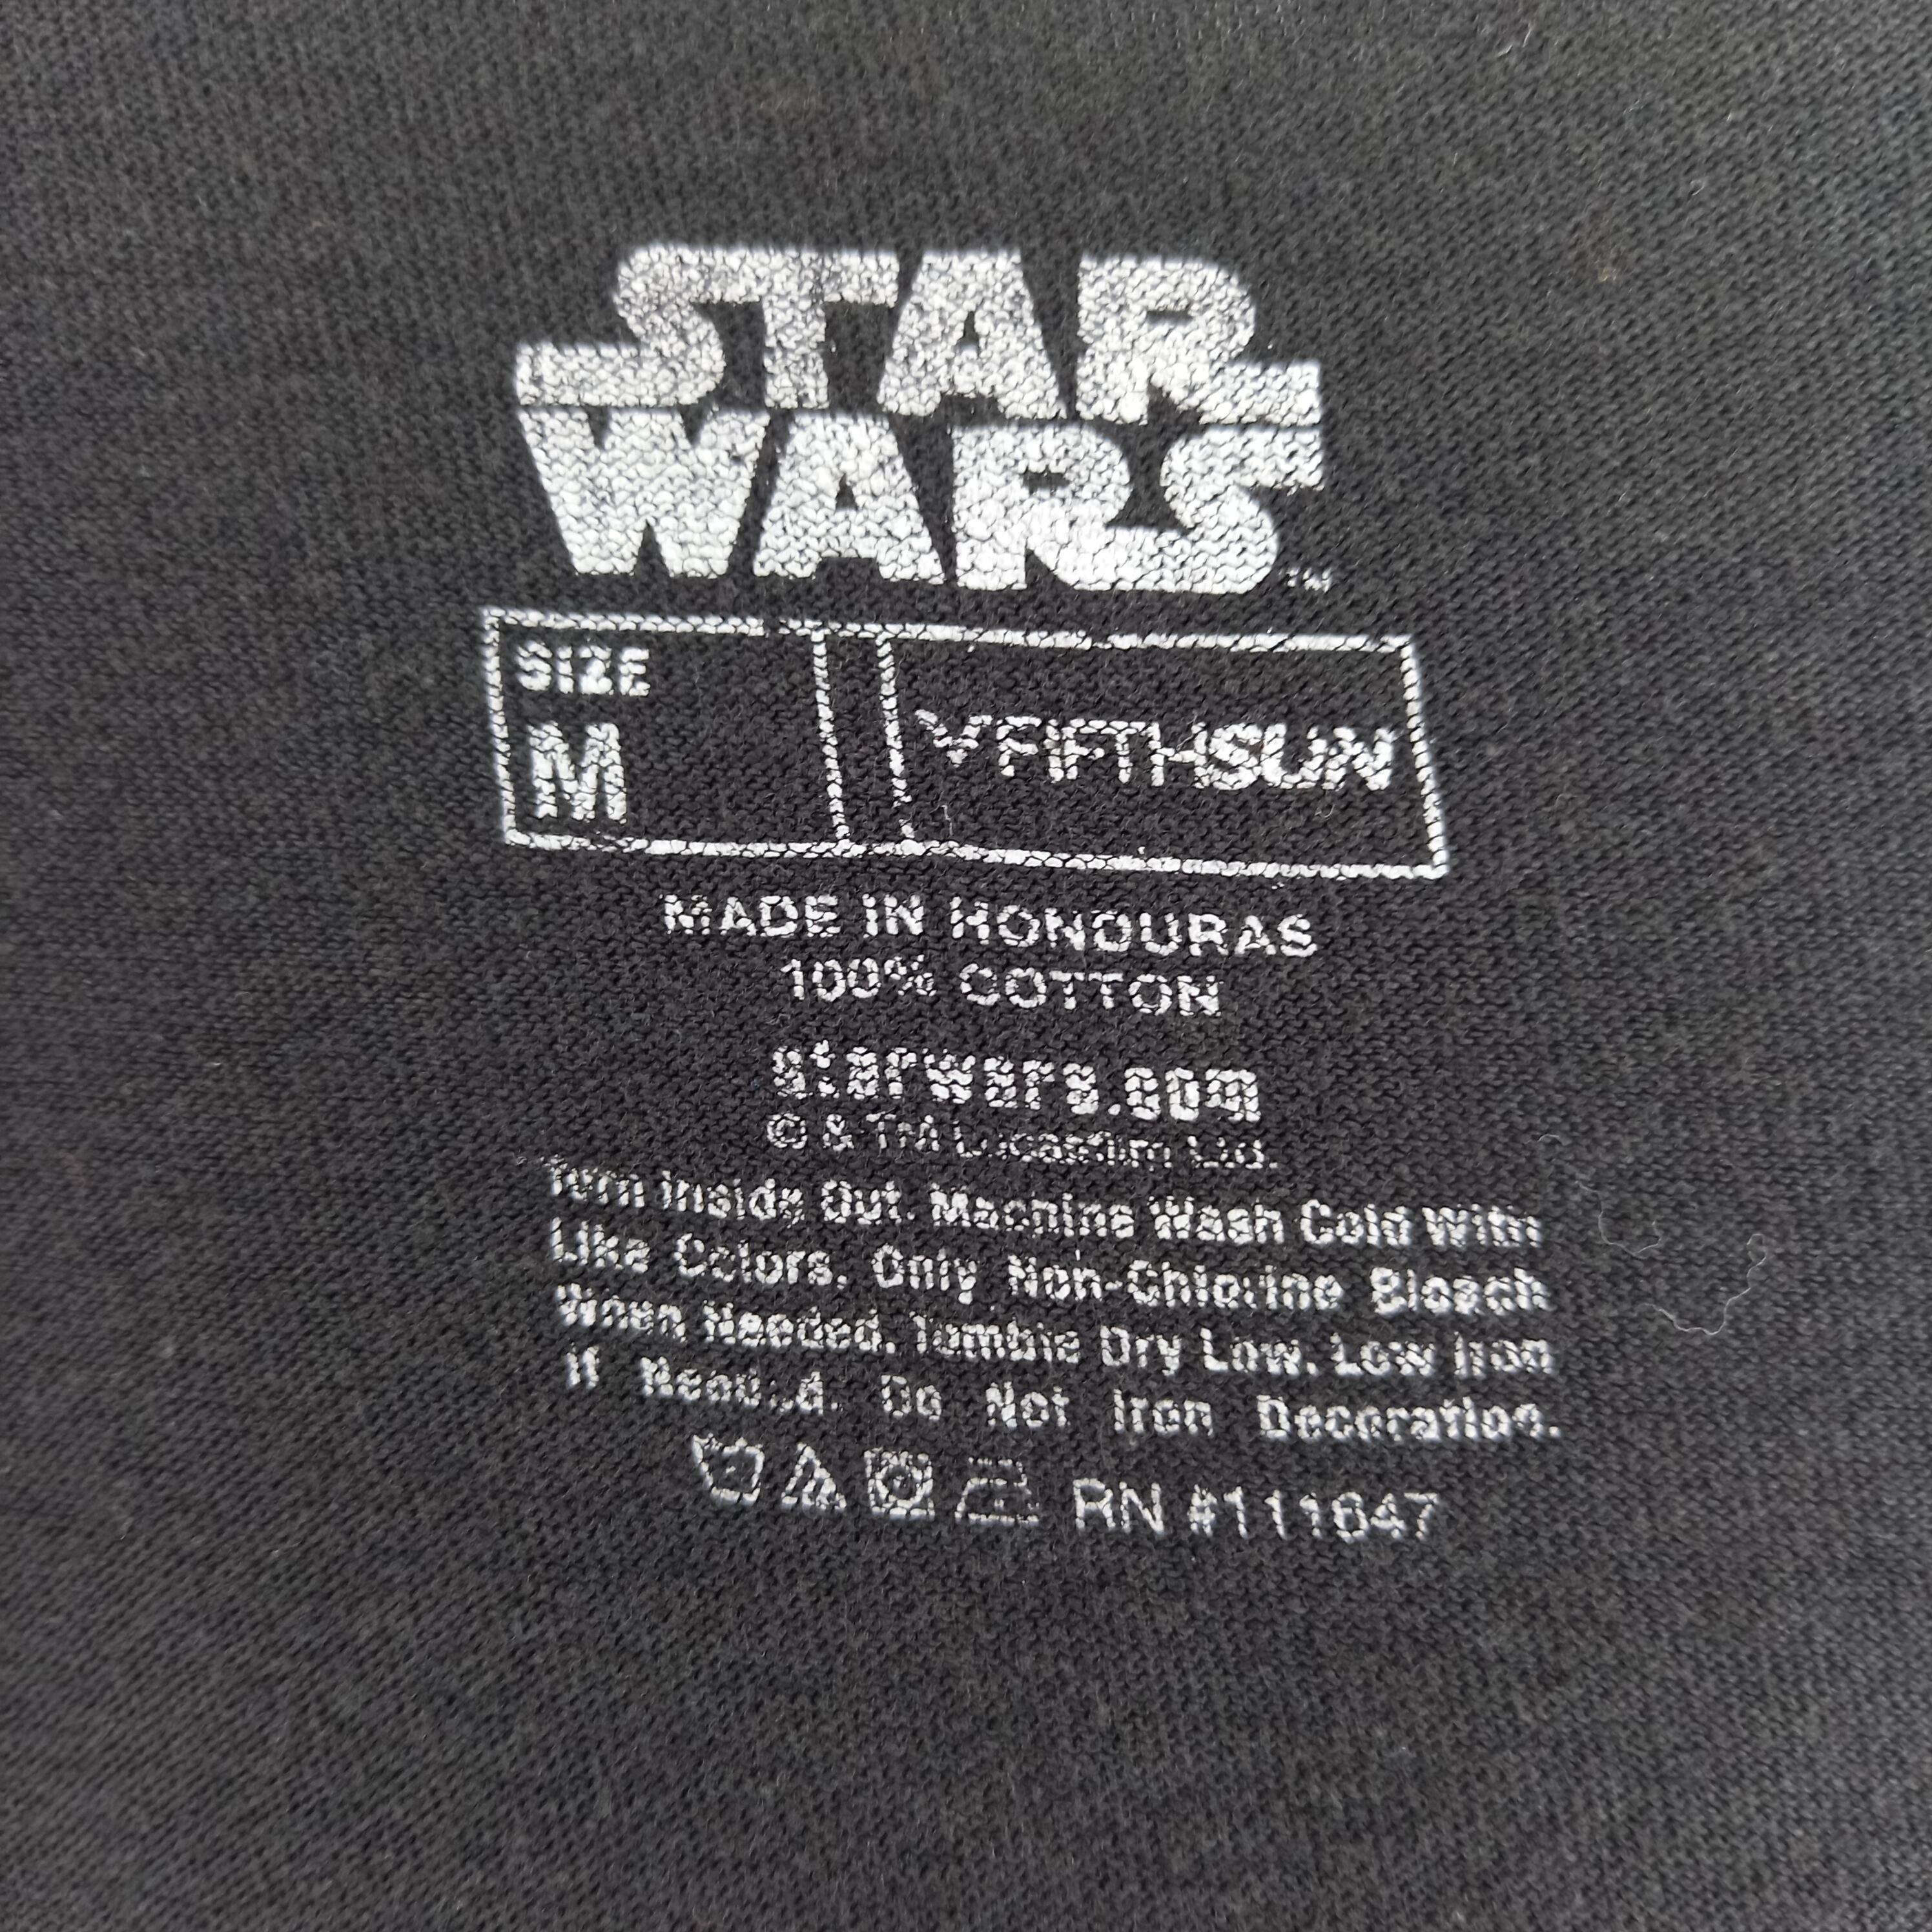 STAR
WARS™
SIZE
M
FIFTHSUN
MADE IN HONDURAS
100% COTTON
starwars.com
© & TM Lucasfilm Ltd.
Turn Inside Out. Machine Wash Cold With
Like Colors. Only Non-Chlorine Bleach
When Needed. Tumble Dry Low. Low Iron
If Needed. Do Not Iron Decoration.
RN #111647